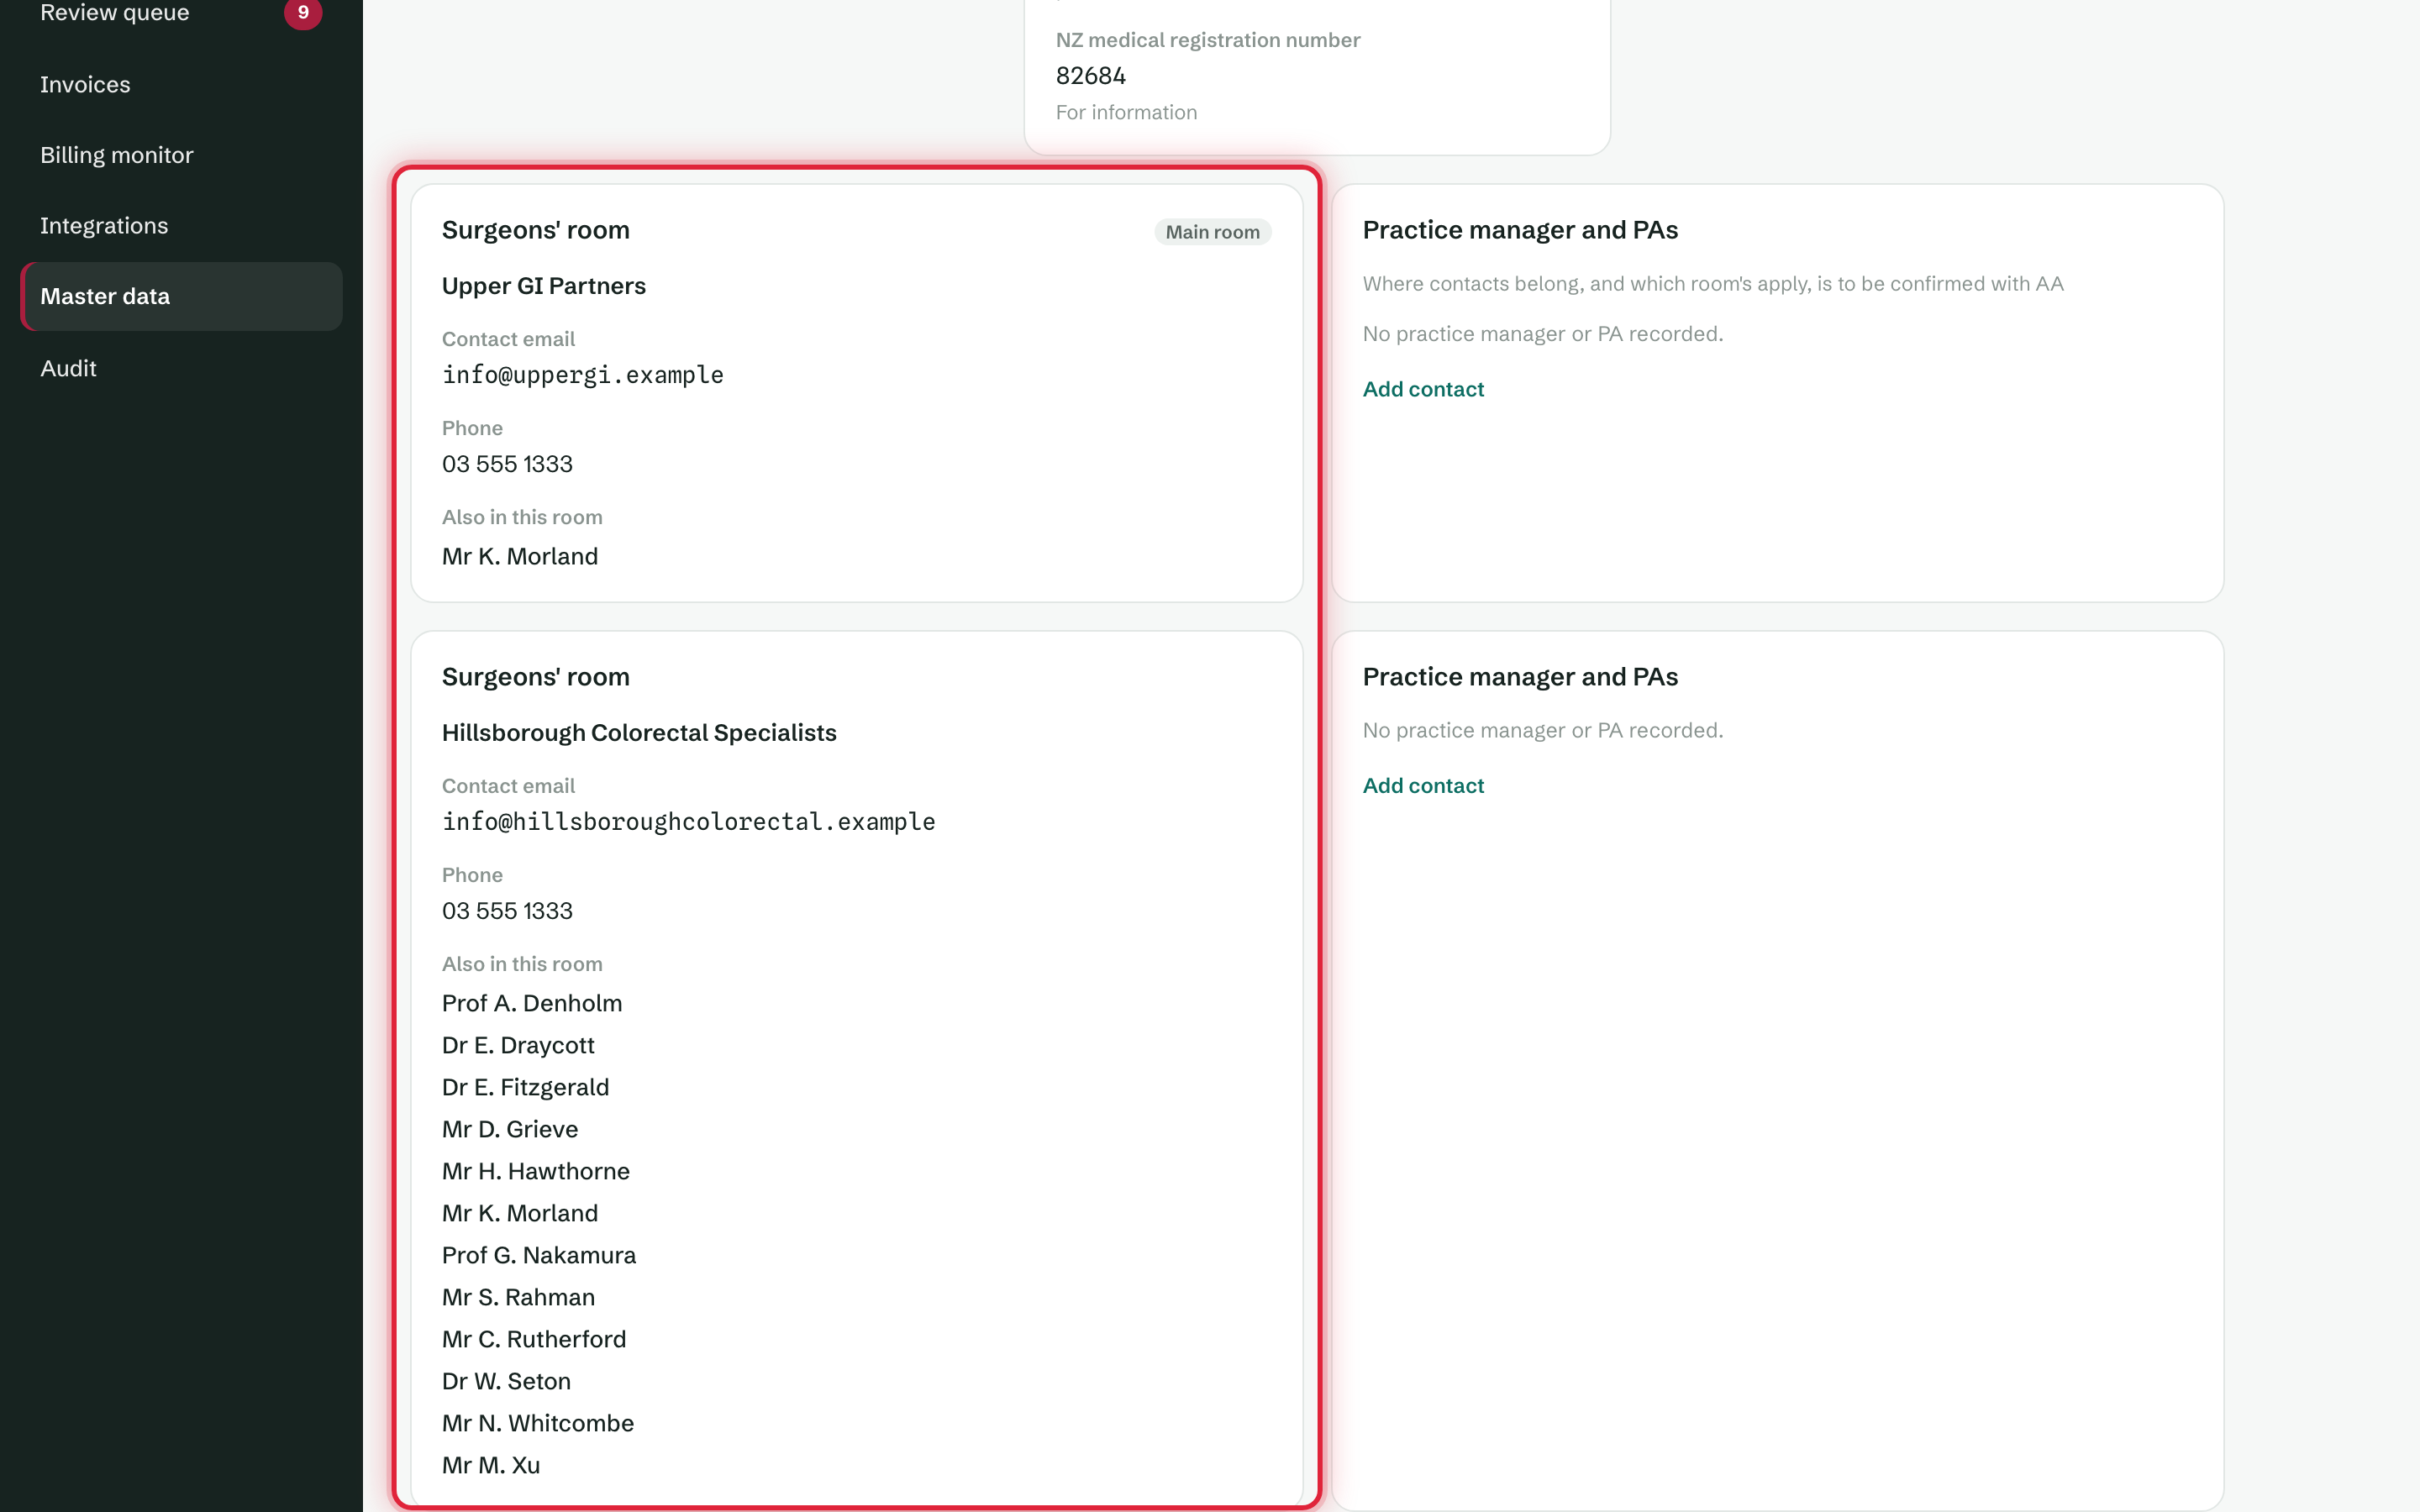 Review queue
9
Invoices
Billing monitor
Integrations
Master data
Audit
NZ medical registration number
82684
For information
Surgeons' room
Main room
Upper GI Partners
Contact email
info@uppergi.example
Phone
03 555 1333
Also in this room
Mr K. Morland
Practice manager and PAs
Where contacts belong, and which room's apply, is to be confirmed with AA
No practice manager or PA recorded.
Add contact
Surgeons' room
Hillsborough Colorectal Specialists
Contact email
info@hillsboroughcolorectal.example
Phone
03 555 1333
Also in this room
Prof A. Denholm
Dr E. Draycott
Dr E. Fitzgerald
Mr D. Grieve
Mr H. Hawthorne
Mr K. Morland
Prof G. Nakamura
Mr S. Rahman
Mr C. Rutherford
Dr W. Seton
Mr N. Whitcombe
Mr M. Xu
Practice manager and PAs
No practice manager or PA recorded.
Add contact